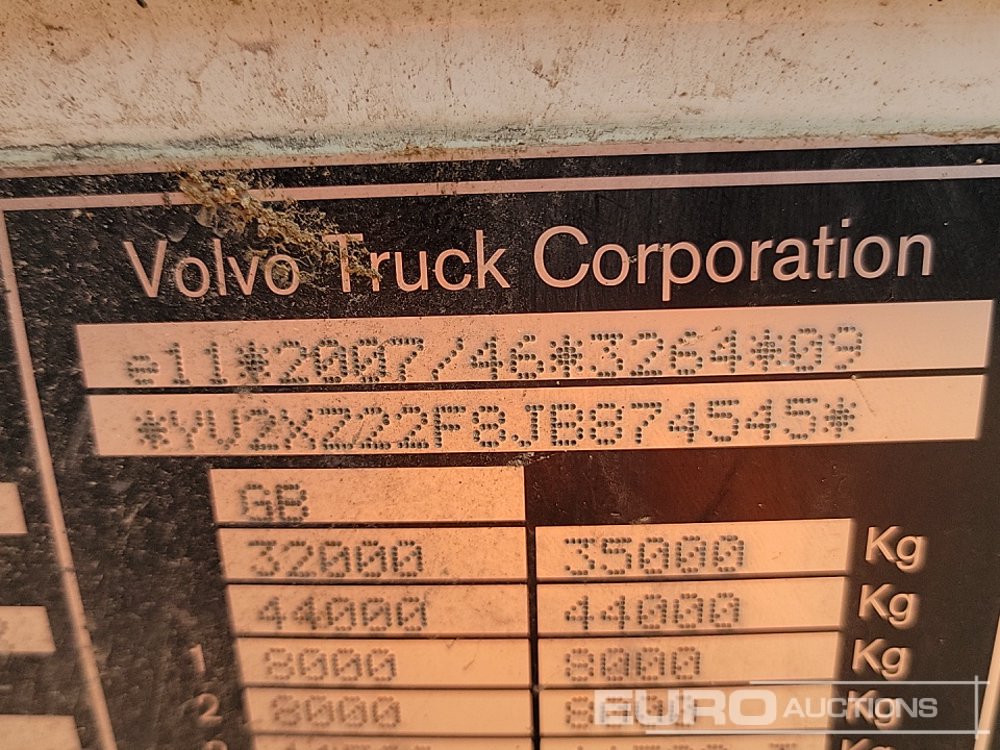 Volvo Truck Corporation
e11*2007/46*3264*09
*YV2XZ22F8JB874545*
GB
32000 35000 Kg
44000 44000 Kg
1 8000 8000 Kg
2 8000 Kg
EURO AUCTIONS